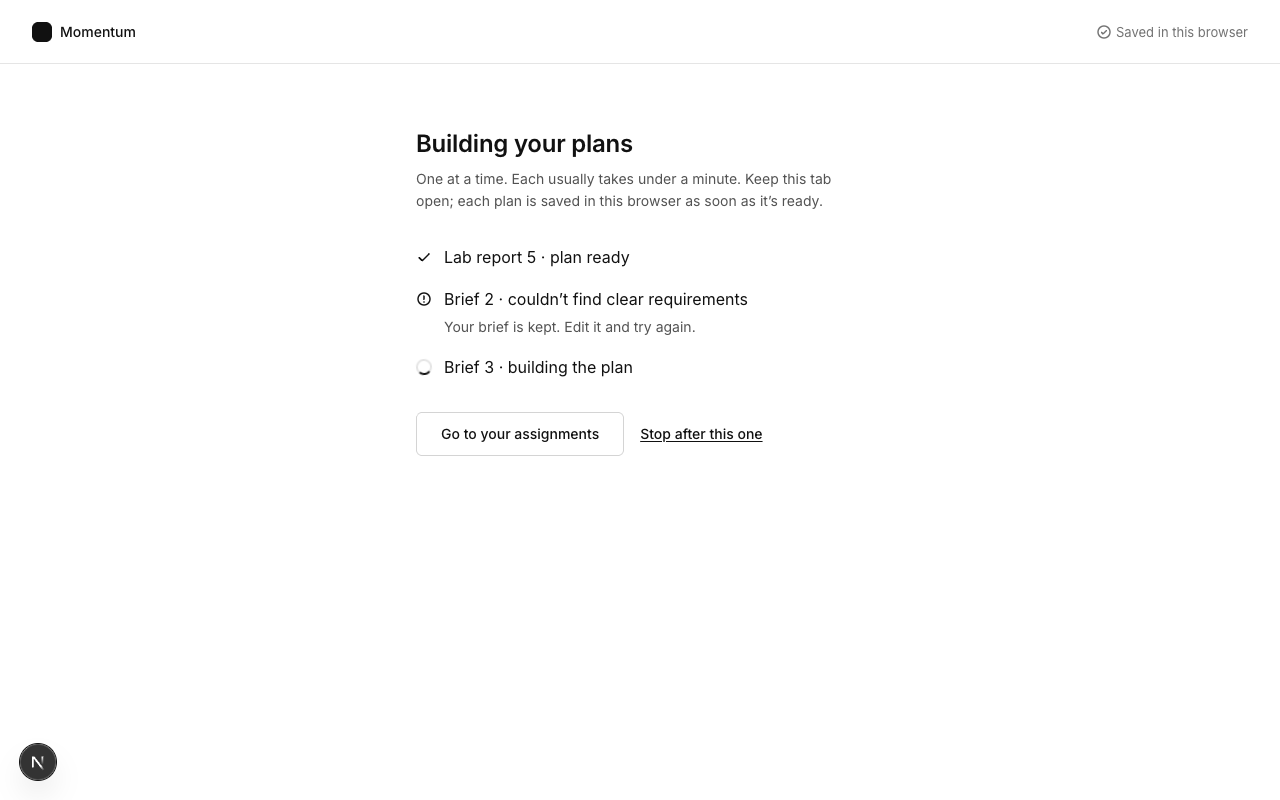 Momentum
Saved in this browser
Building your plans
One at a time. Each usually takes under a minute. Keep this tab
open; each plan is saved in this browser as soon as it’s ready.
Lab report 5 · plan ready
Brief 2 · couldn’t find clear requirements
Your brief is kept. Edit it and try again.
Brief 3 · building the plan
Go to your assignments
Stop after this one
N